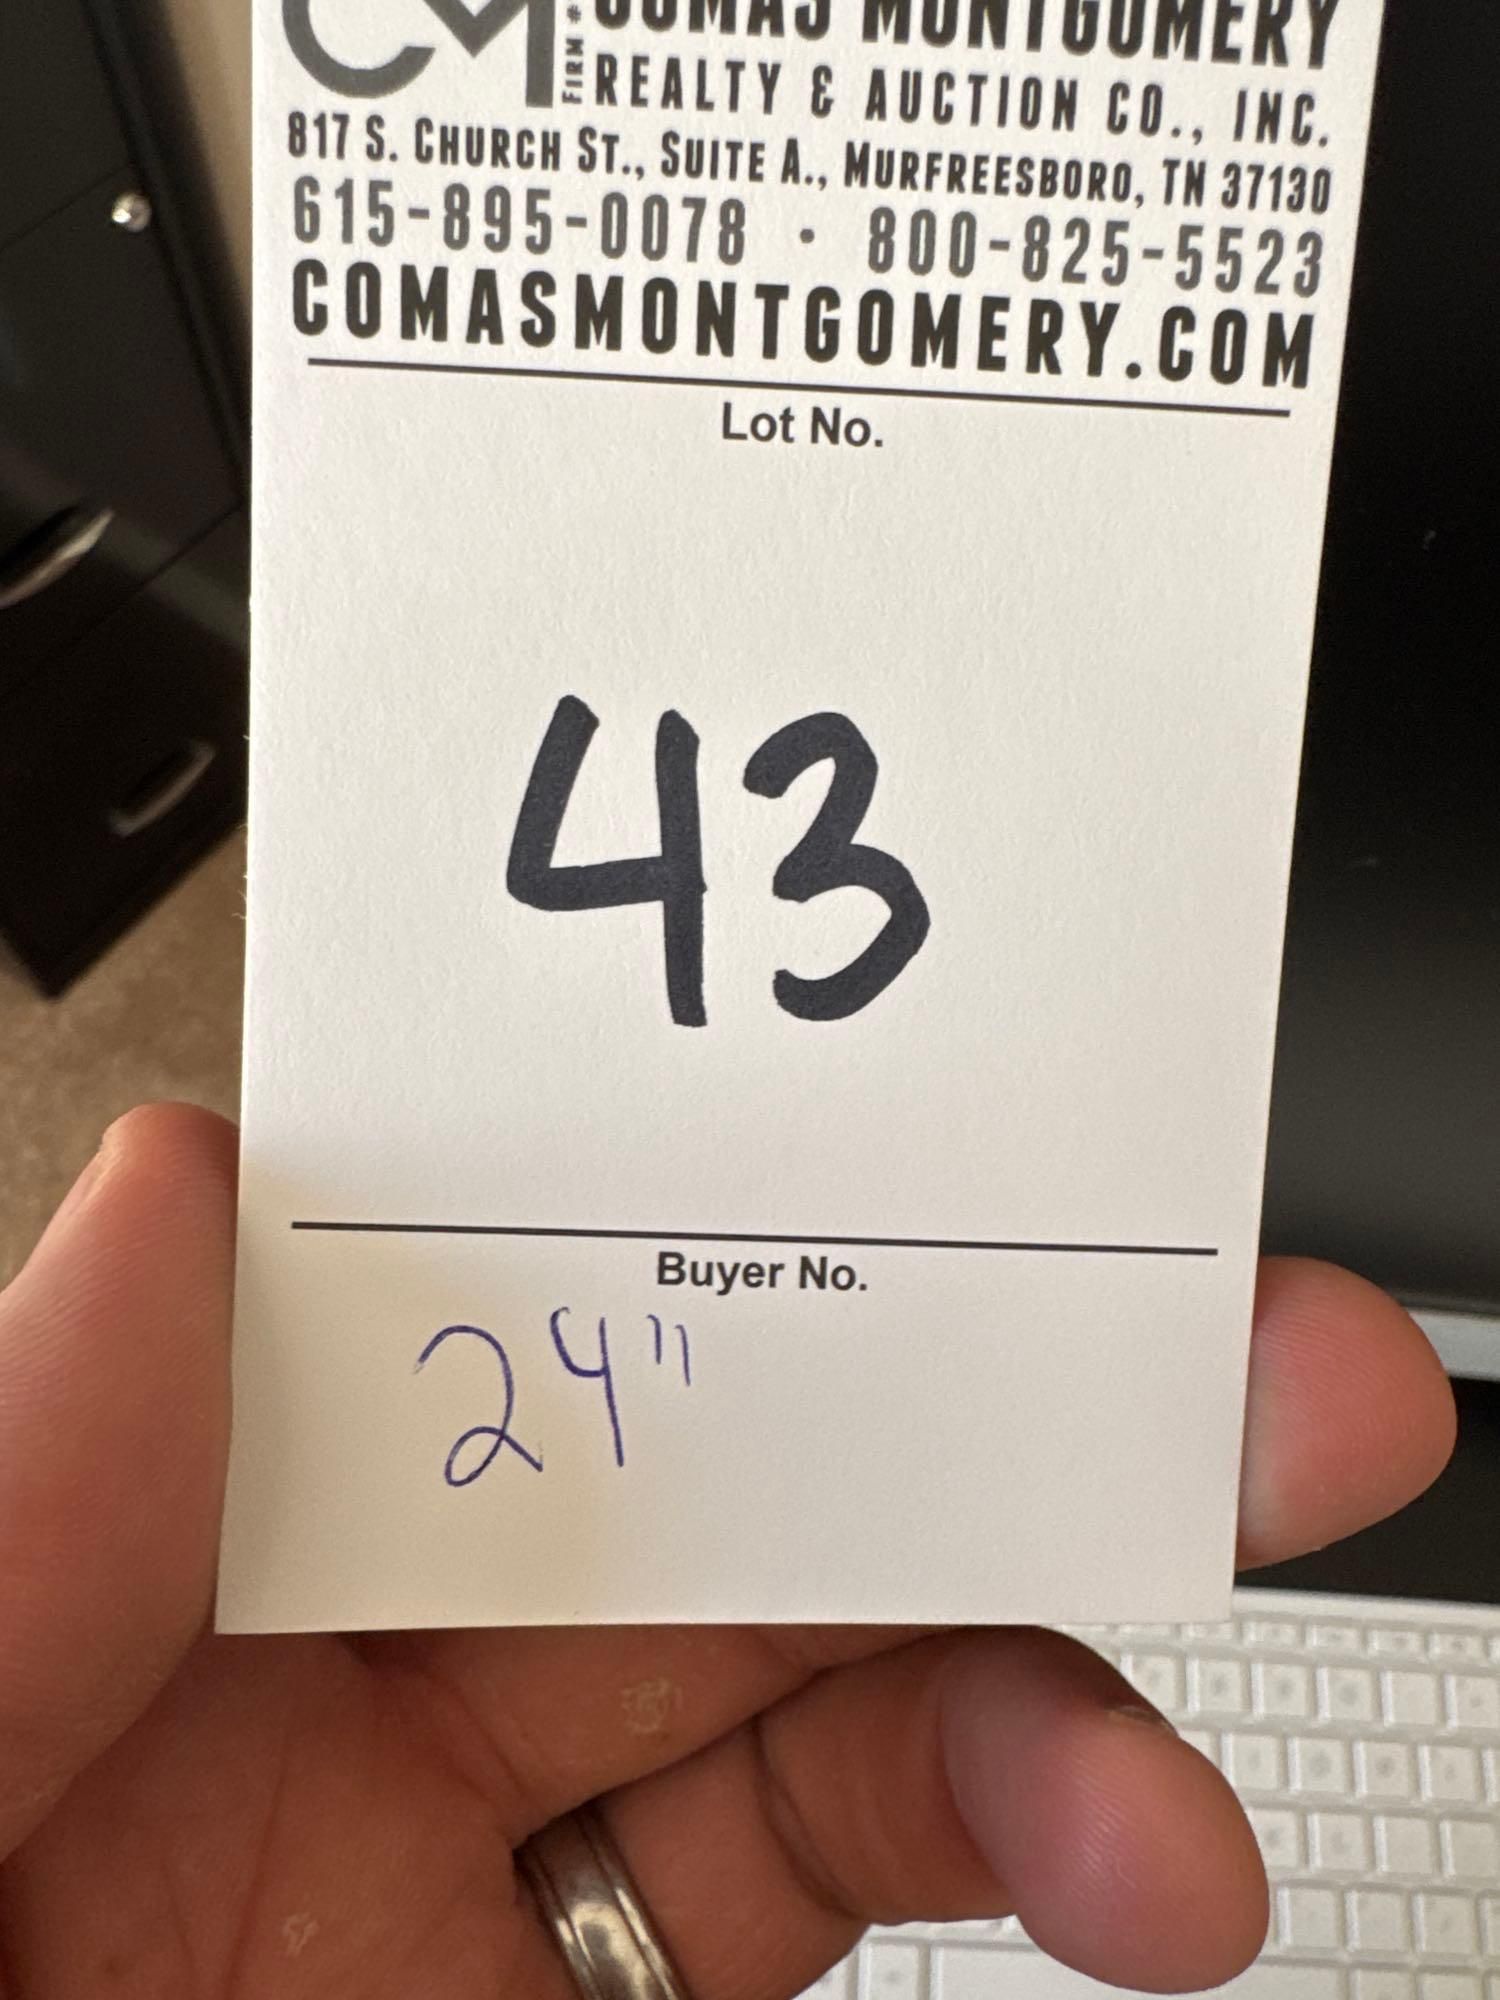 FIRM #
COMAS MONTGOMERY
REALTY & AUCTION CO., INC.
817 S. CHURCH ST., SUITE A., MURFREESBORO, TN 37130
615-895-0078 · 800-825-5523
COMASMONTGOMERY.COM
Lot No.
43
Buyer No.
24"